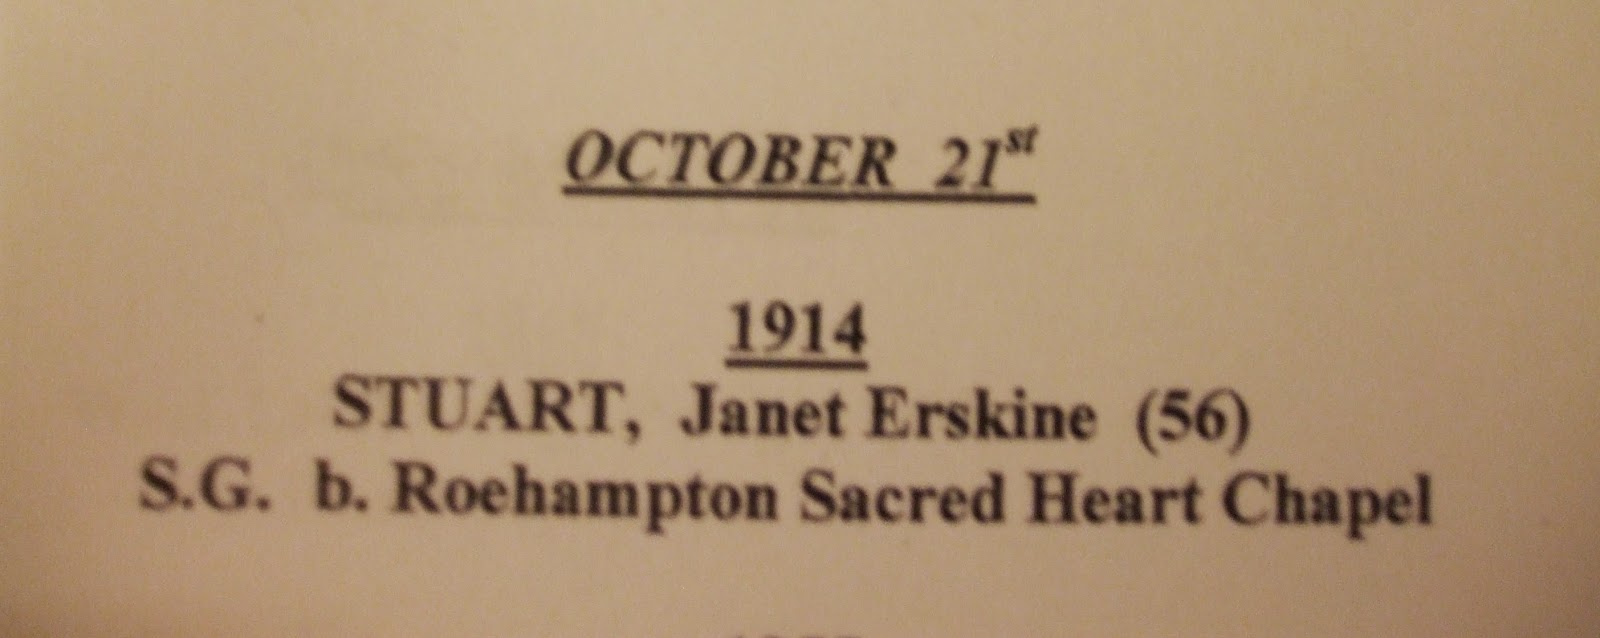 OCTOBER 21st
1914
STUART, Janet Erskine (56)
S.G. b. Roehampton Sacred Heart Chapel